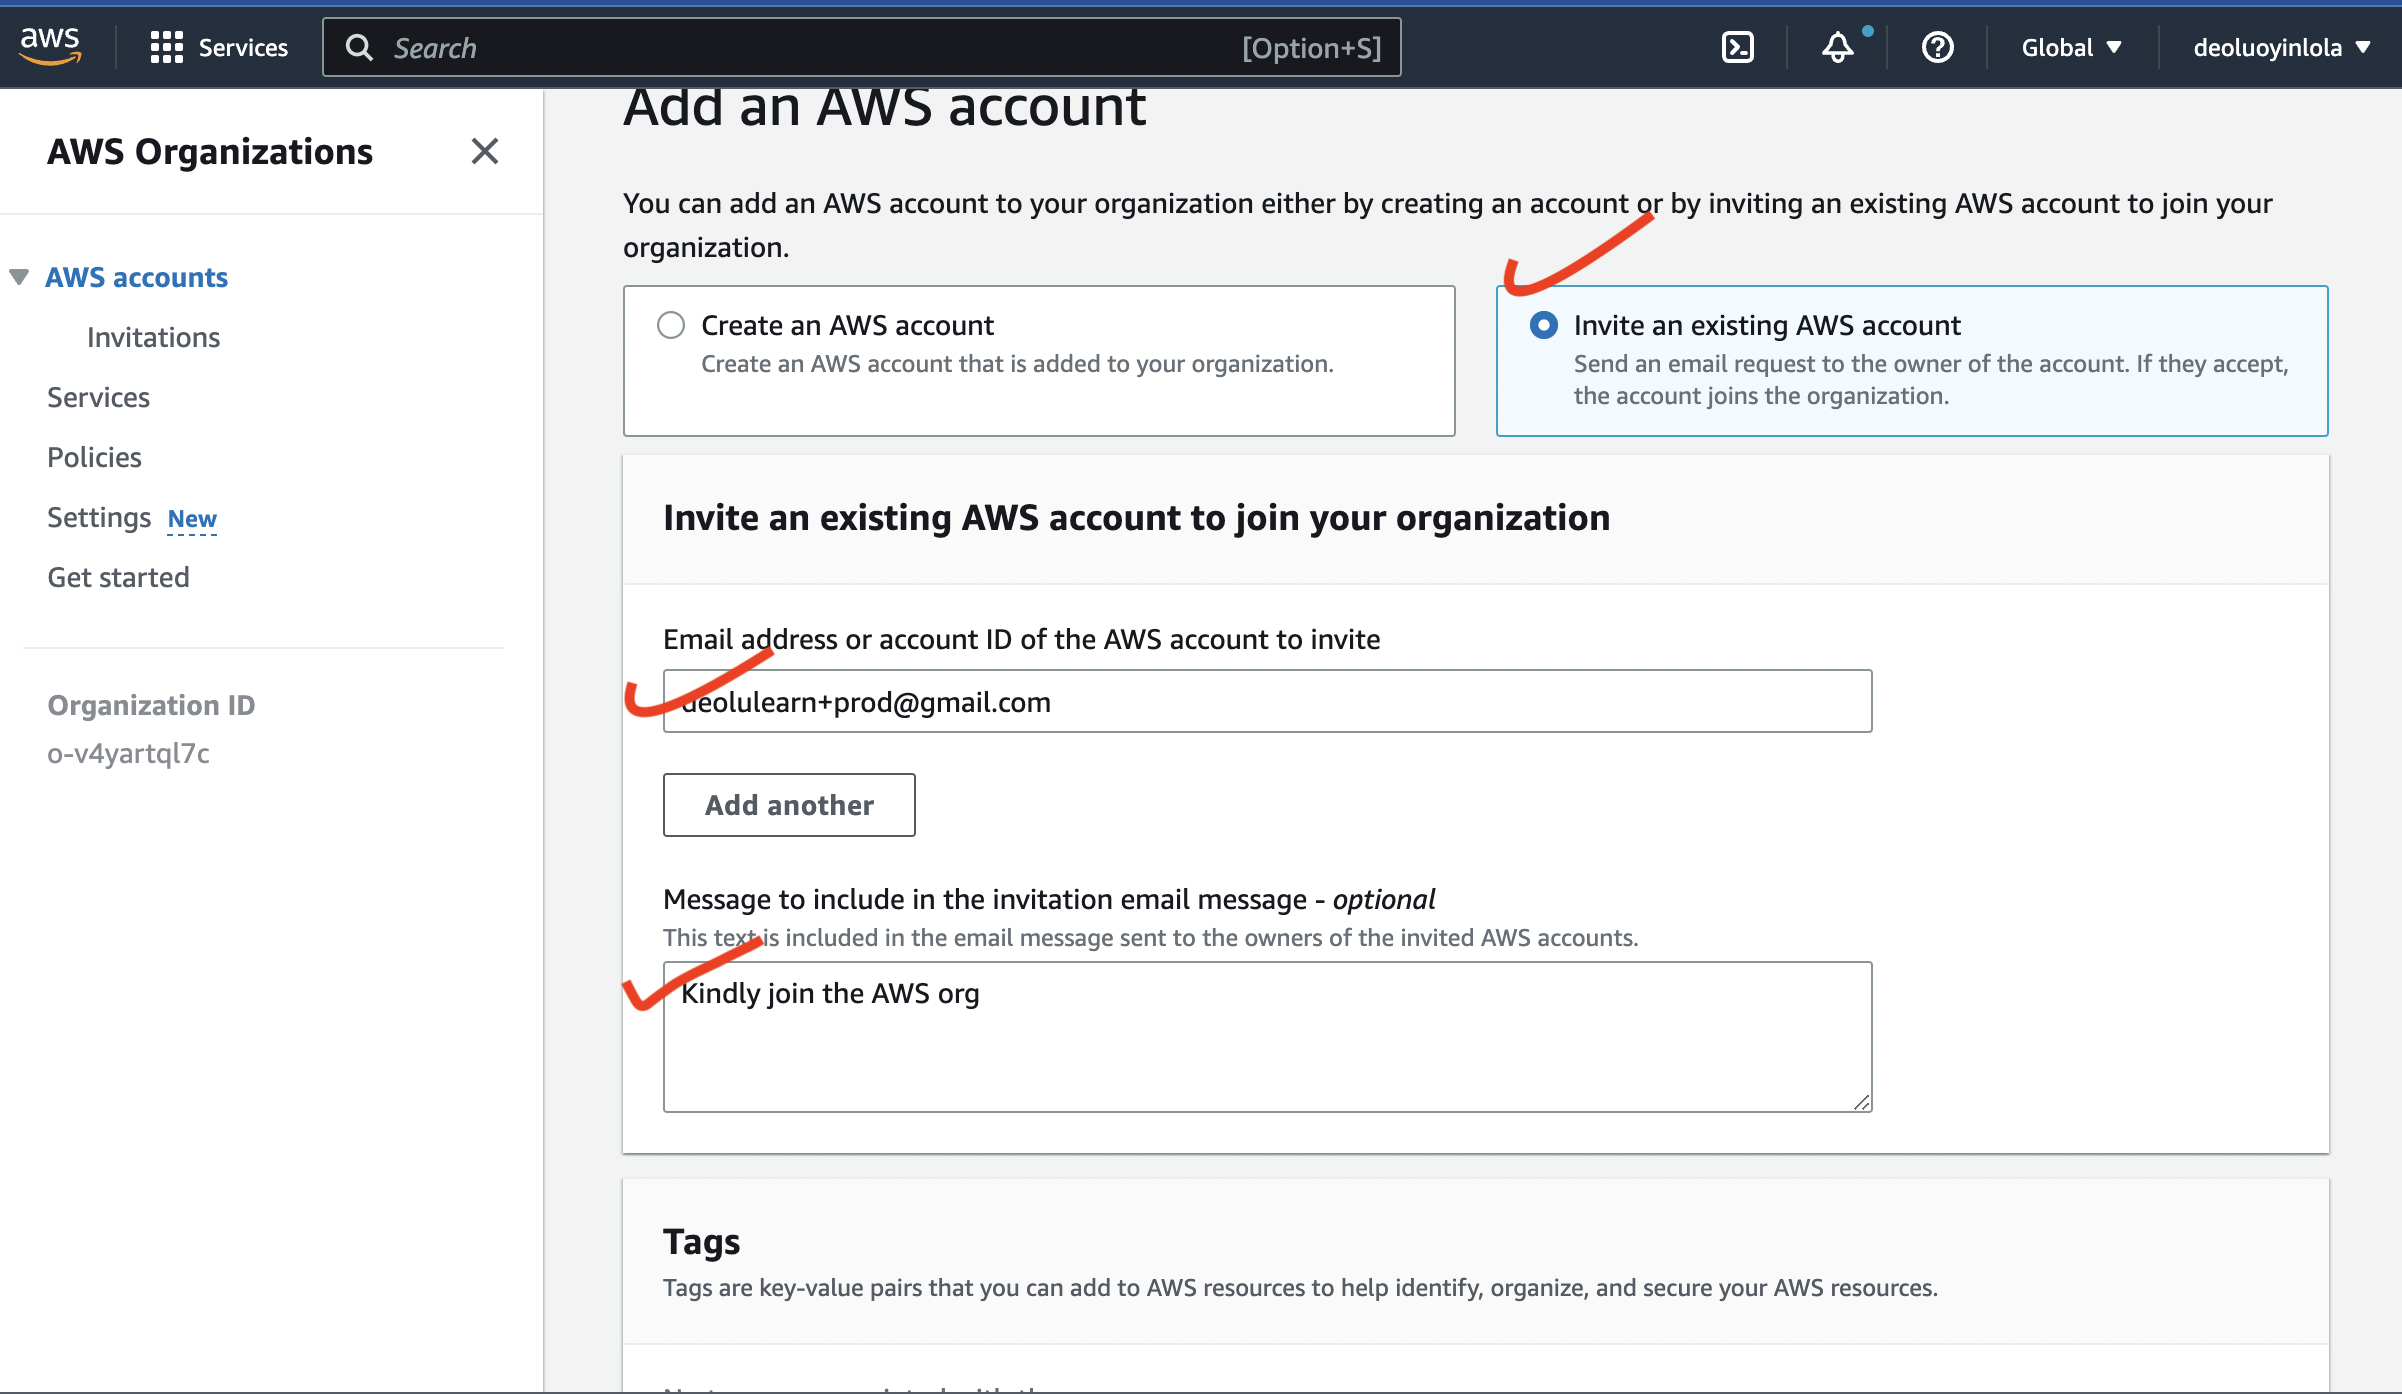 aws
Services
Search
[Option+S]
Global
deoluoyinlola
AWS Organizations
AWS accounts
Invitations
Services
Policies
Settings New
Get started
Organization ID
o-v4yartql7c
Add an AWS account
You can add an AWS account to your organization either by creating an account or by inviting an existing AWS account to join your
organization.
Create an AWS account
Create an AWS account that is added to your organization.
Invite an existing AWS account
Send an email request to the owner of the account. If they accept,
the account joins the organization.
Invite an existing AWS account to join your organization
Email address or account ID of the AWS account to invite
deolulearn+prod@gmail.com
Add another
Message to include in the invitation email message - optional
This text is included in the email message sent to the owners of the invited AWS accounts.
Kindly join the AWS org
Tags
Tags are key-value pairs that you can add to AWS resources to help identify, organize, and secure your AWS resources.